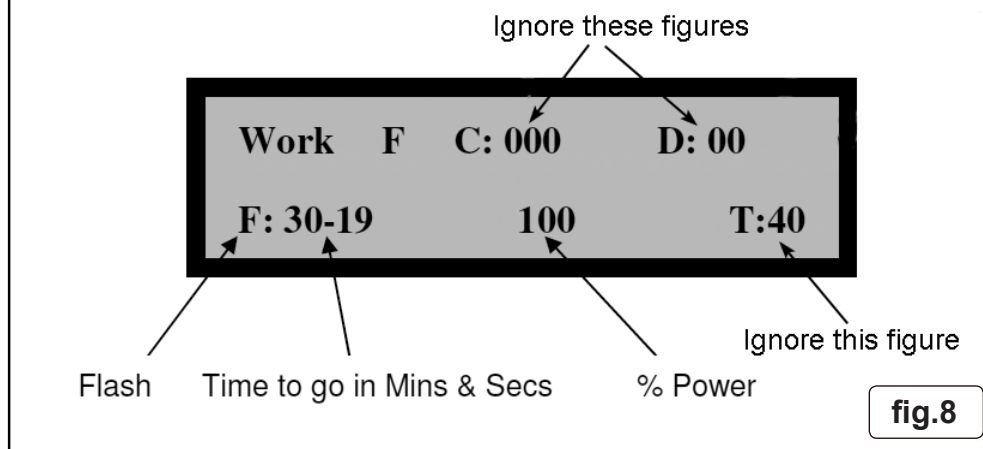 Ignore these figures
Work F C: 000 D: 00
F: 30-19 100 T:40
Ignore this figure
Flash Time to go in Mins & Secs % Power
fig.8